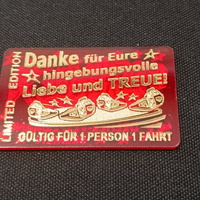 LIMITED EDITION
Danke für Eure
hingebungsvolle
Liebe und TREUE!
GÜLTIG FÜR 1 PERSON 1 FAHRT